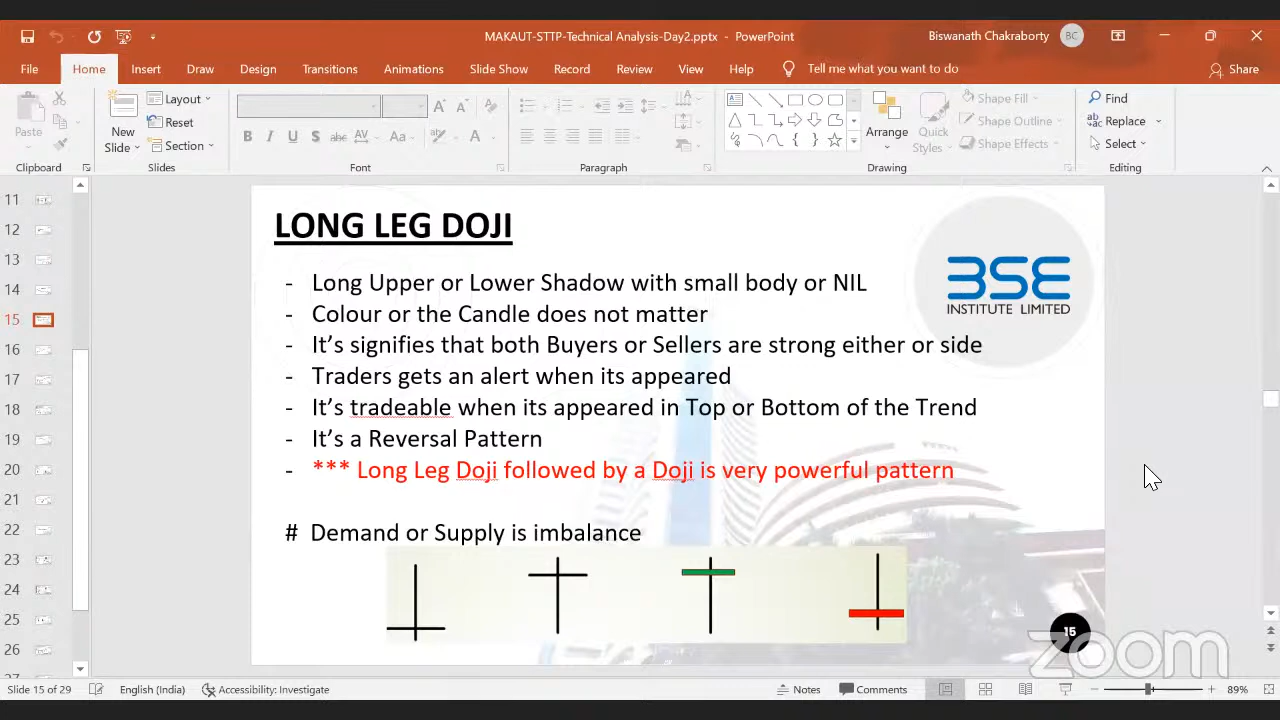 MAKAUT-STTP-Technical Analysis-Day2.pptx - PowerPoint
Biswanath Chakraborty
BC
File Home Insert Draw Design Transitions Animations Slide Show Record Review View Help Tell me what you want to do Share
Paste
Clipboard
New Slide
Layout
Reset
Section
Slides
B I U S abc AV Aa A
Font
Paragraph
Arrange
Quick Styles
Shape Fill
Shape Outline
Shape Effects
Drawing
Find
Replace
Select
Editing
11
12
13
14
15
16
17
18
19
20
21
22
23
24
25
26
LONG LEG DOJI
BSE
INSTITUTE LIMITED
- Long Upper or Lower Shadow with small body or NIL
- Colour or the Candle does not matter
- It’s signifies that both Buyers or Sellers are strong either or side
- Traders gets an alert when its appeared
- It’s tradeable when its appeared in Top or Bottom of the Trend
- It’s a Reversal Pattern
- *** Long Leg Doji followed by a Doji is very powerful pattern
# Demand or Supply is imbalance
15
zoom
Slide 15 of 29 English (India) Accessibility: Investigate Notes Comments 89%